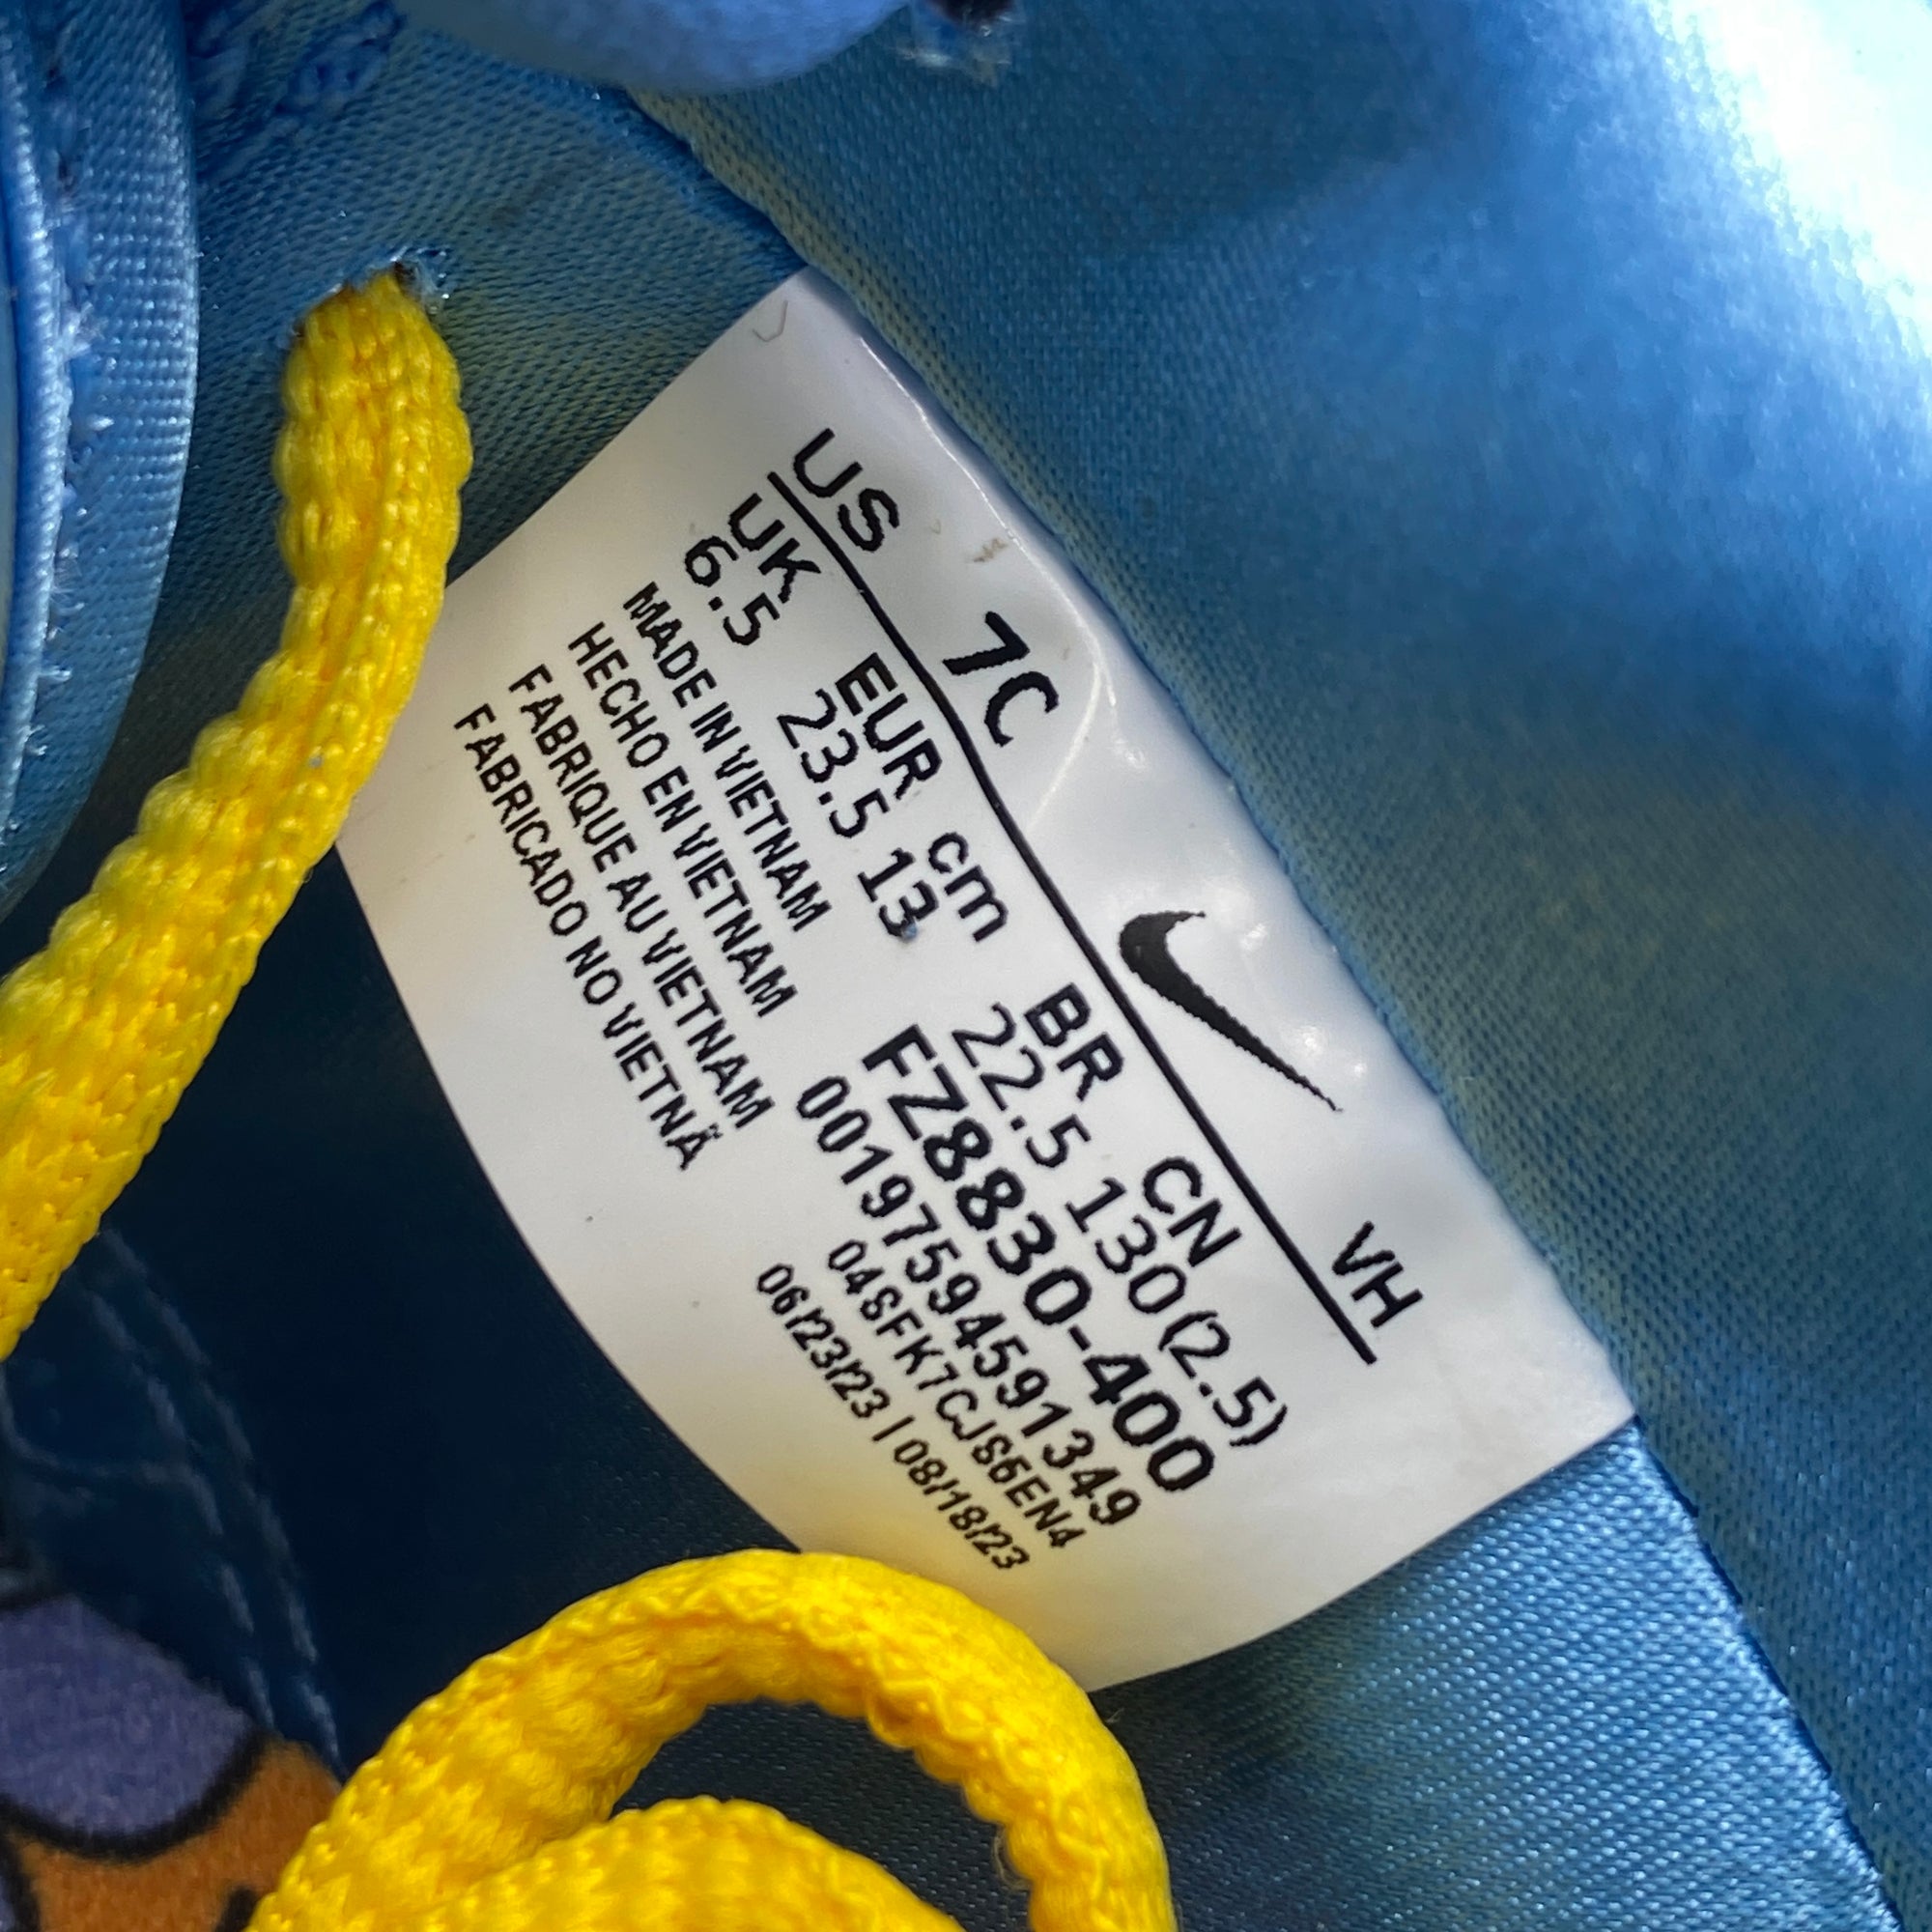 US 7C VH
UK EUR cm BR CN
6.5 23.5 13 22.5 130(2.5)
MADE IN VIETNAM
HECHO EN VIETNAM
FABRIQUE AU VIETNAM
FABRICADO NO VIETNÃ
FZ8830-400
00197594591349
04SFK7CJS6EN4
06/23/23 | 08/18/23